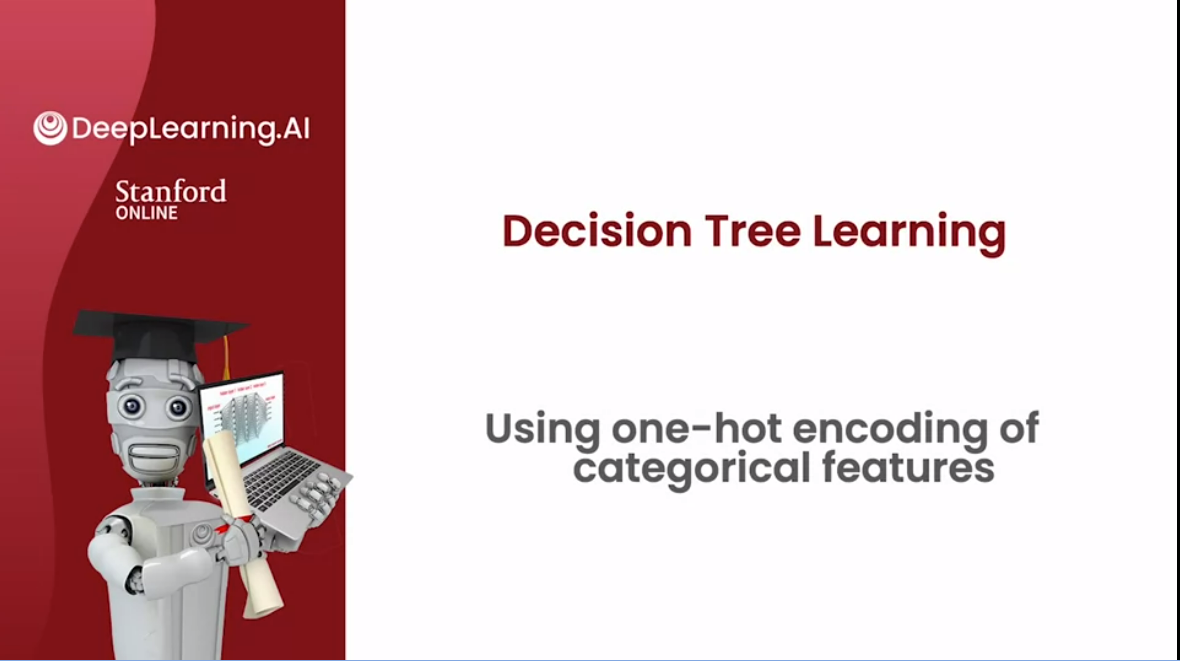 DeepLearning.AI
Stanford
ONLINE
Decision Tree Learning
Using one-hot encoding of
categorical features